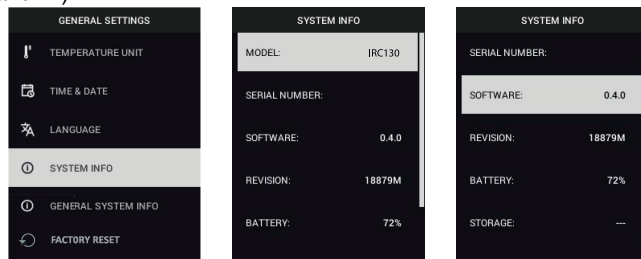 GENERAL SETTINGS
TEMPERATURE UNIT
TIME & DATE
LANGUAGE
SYSTEM INFO
GENERAL SYSTEM INFO
FACTORY RESET
SYSTEM INFO
MODEL: IRC130
SERIAL NUMBER:
SOFTWARE: 0.4.0
REVISION: 18879M
BATTERY: 72%
SYSTEM INFO
SERIAL NUMBER:
SOFTWARE: 0.4.0
REVISION: 18879M
BATTERY: 72%
STORAGE: ---